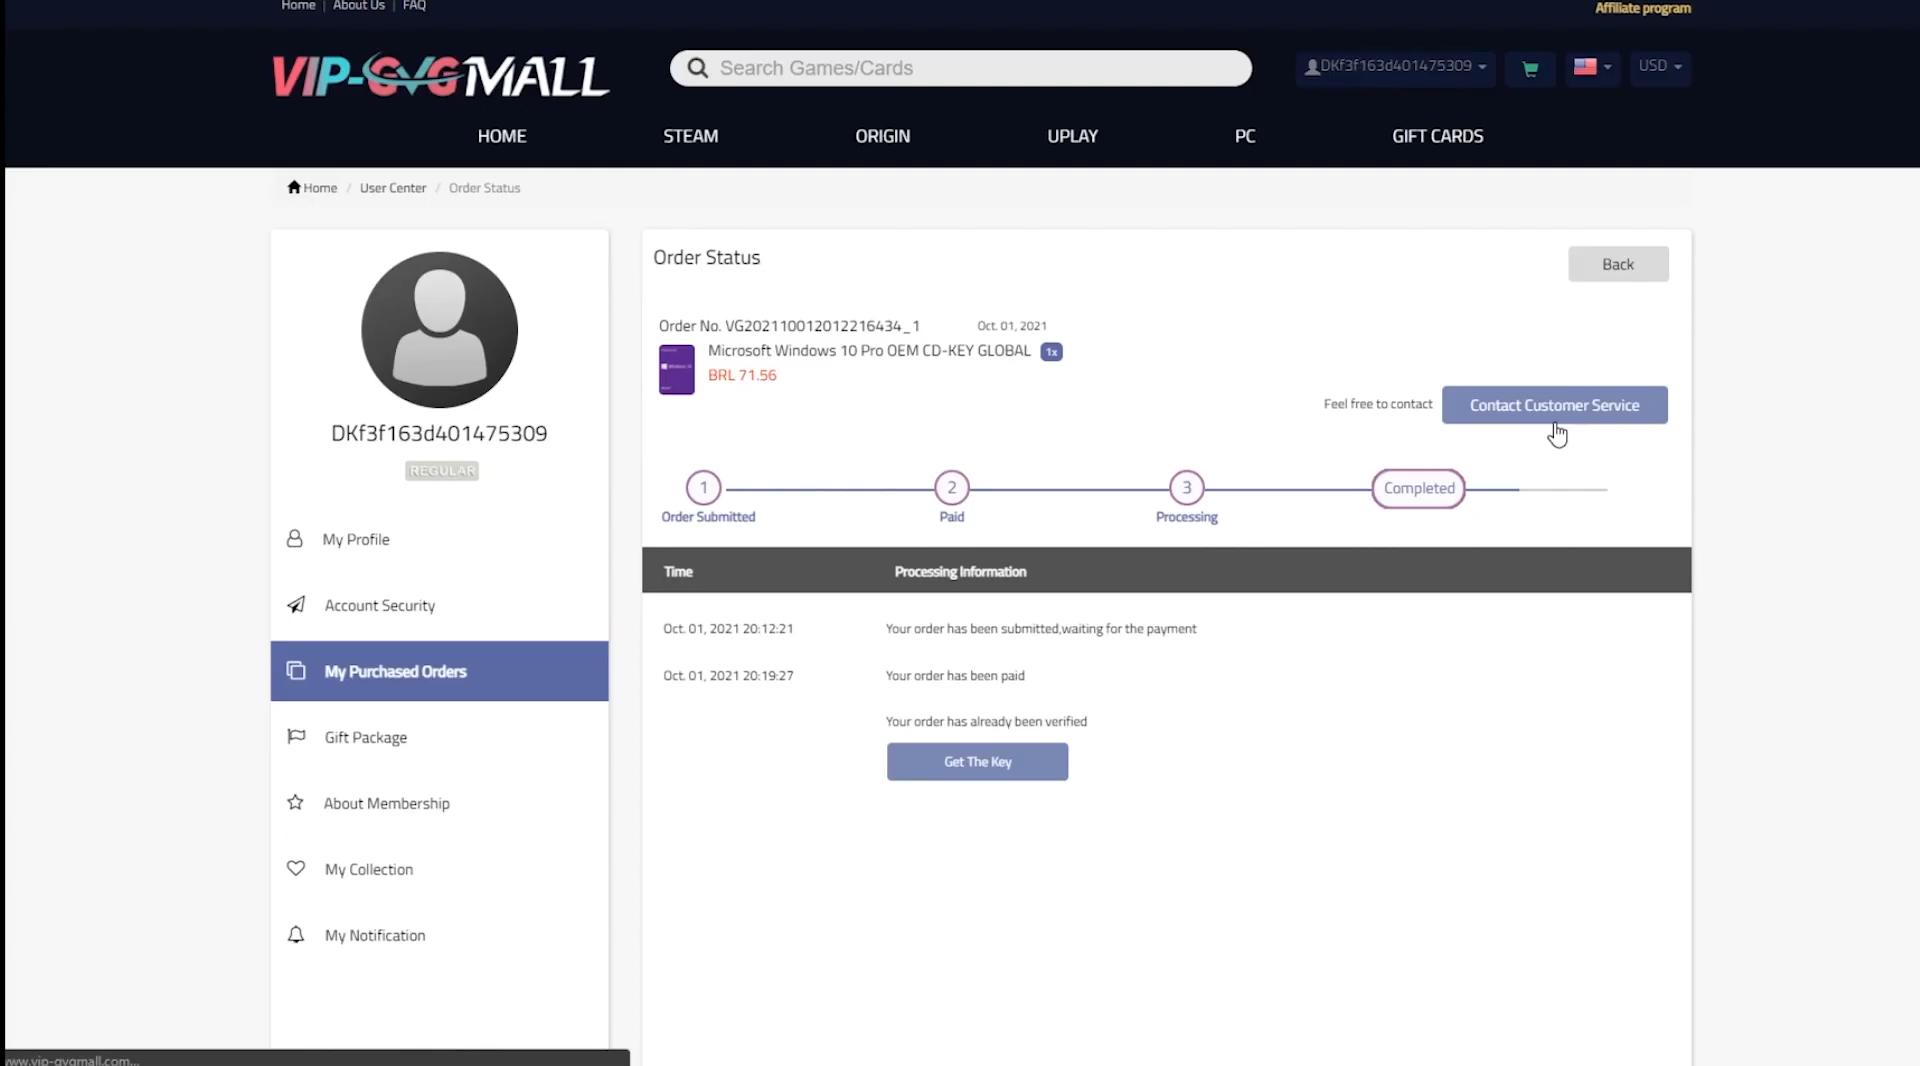 Home | About Us | FAQ
Affiliate program
VIP-GVGMALL
Search Games/Cards
DKf3f163d401475309
USD
HOME
STEAM
ORIGIN
UPLAY
PC
GIFT CARDS
Home / User Center / Order Status
DKf3f163d401475309
REGULAR
My Profile
Account Security
My Purchased Orders
Gift Package
About Membership
My Collection
My Notification
Order Status
Back
Order No. VG202110012012216434_1
Oct. 01, 2021
Microsoft Windows 10 Pro OEM CD-KEY GLOBAL 1x
BRL 71.56
Feel free to contact
Contact Customer Service
1
2
3
Completed
Order Submitted
Paid
Processing
Time
Processing Information
Oct. 01, 2021 20:12:21
Your order has been submitted,waiting for the payment
Oct. 01, 2021 20:19:27
Your order has been paid
Your order has already been verified
Get The Key
www.vip-gvgmall.com...